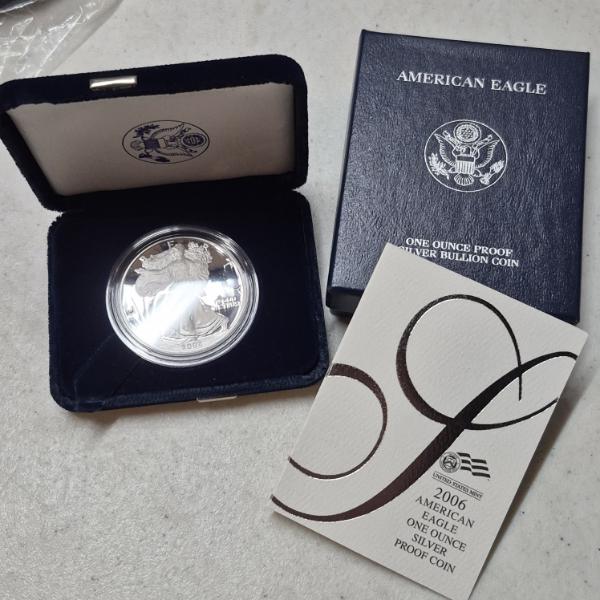 AMERICAN EAGLE
ONE OUNCE PROOF
SILVER BULLION COIN
UNITED STATES MINT
2006
AMERICAN
EAGLE
ONE OUNCE
SILVER
PROOF COIN
2006